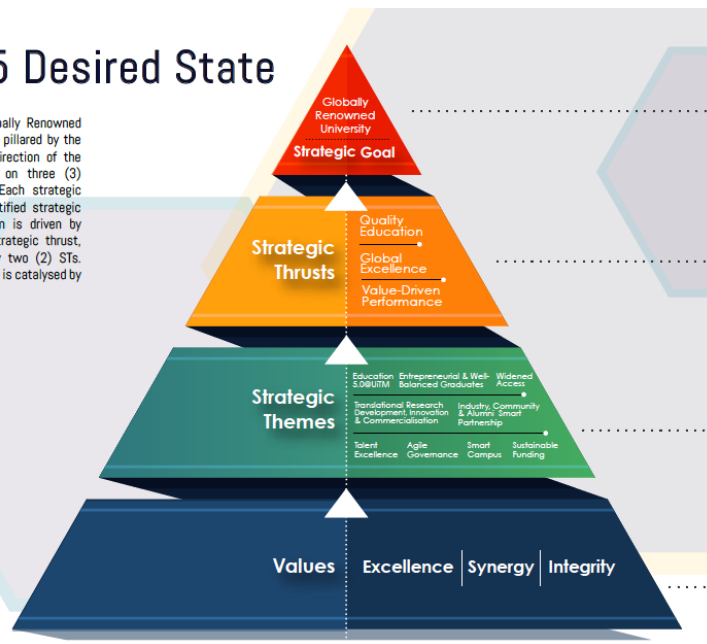 5 Desired State
ally Renowned
pillared by the
irection of the
on three (3)
Each strategic
tified strategic
n is driven by
trategic thrust,
y two (2) STs.
is catalysed by
Globally
Renowned
University
Strategic Goal
Strategic
Thrusts
Quality
Education
Global
Excellence
Value-Driven
Performance
Strategic
Themes
Education
5.0@UiTM
Entrepreneurial & Well-
Balanced Graduates
Widened
Access
Translational Research
Development, Innovation
& Commercialisation
Industry, Community
& Alumni Smart
Partnership
Talent
Excellence
Agile
Governance
Smart
Campus
Sustainable
Funding
Values
Excellence Synergy Integrity